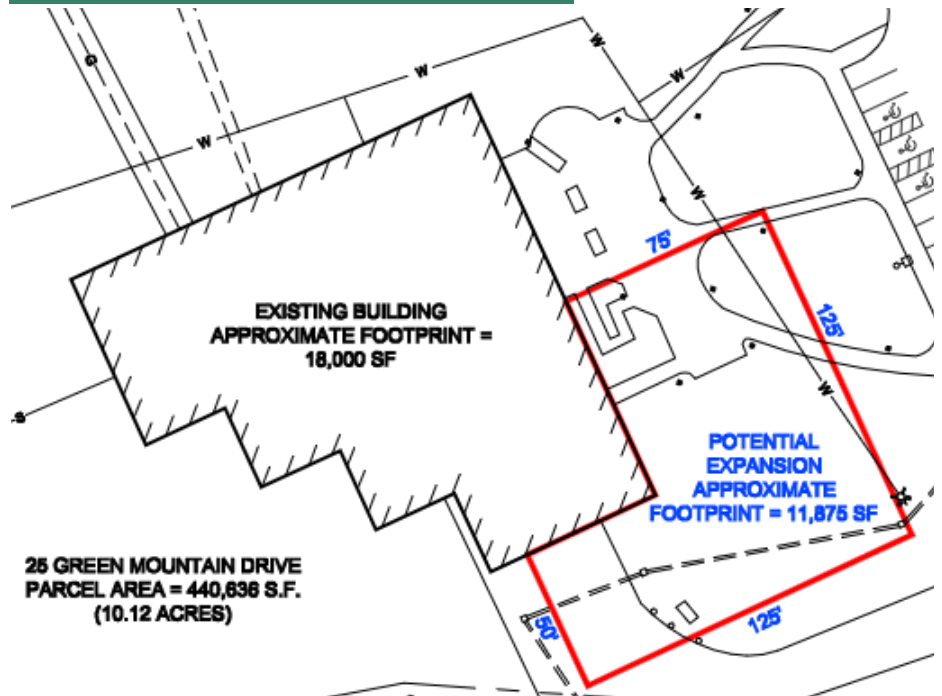 G
W
W
W
W
W
75'
EXISTING BUILDING
APPROXIMATE FOOTPRINT =
18,000 SF
125'
W
S
POTENTIAL
EXPANSION
APPROXIMATE
FOOTPRINT = 11,875 SF
25 GREEN MOUNTAIN DRIVE
PARCEL AREA = 440,636 S.F.
(10.12 ACRES)
50'
125'